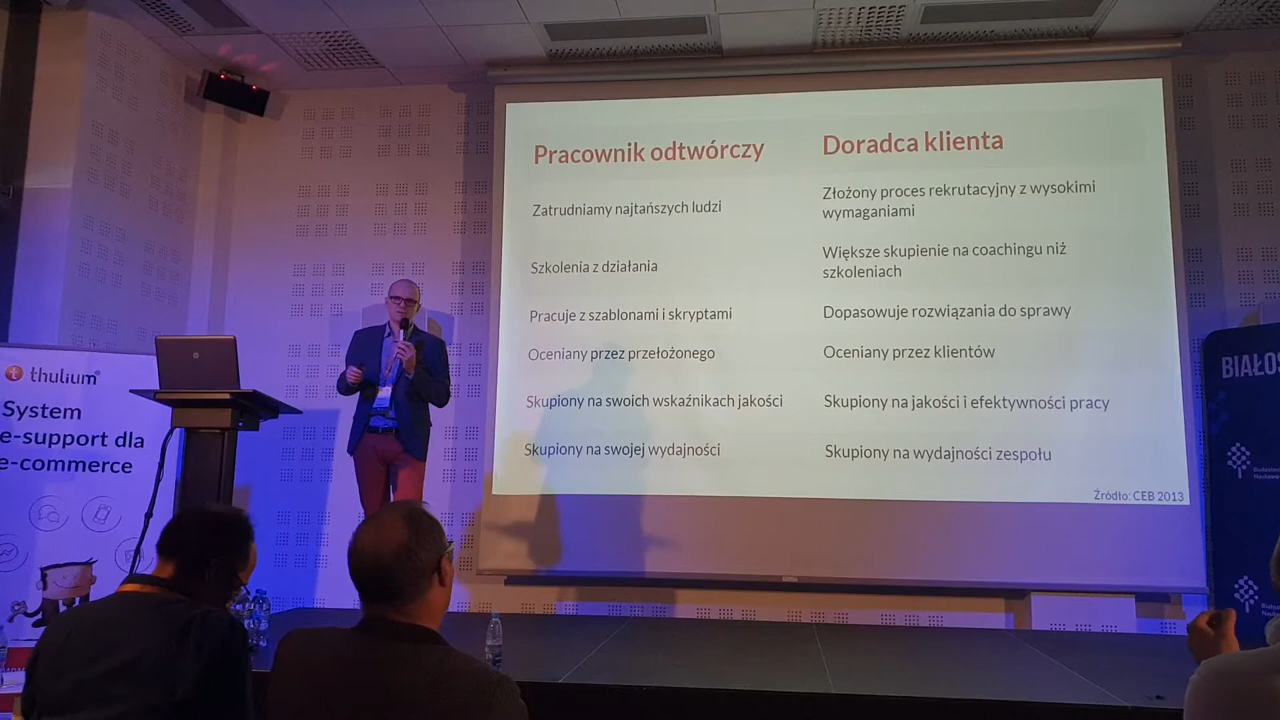 Pracownik odtwórczy
Doradca klienta
Zatrudniamy najtańszych ludzi
Złożony proces rekrutacyjny z wysokimi
wymaganiami
Szkolenia z działania
Większe skupienie na coachingu niż
szkoleniach
Pracuje z szablonami i skryptami
Dopasowuje rozwiązania do sprawy
Oceniany przez przełożonego
Oceniany przez klientów
Skupiony na swoich wskaźnikach jakości
Skupiony na jakości i efektywności pracy
Skupiony na swojej wydajności
Skupiony na wydajności zespołu
Źródło: CEB 2013
thulium
System
e-support dla
e-commerce
BIAŁOS